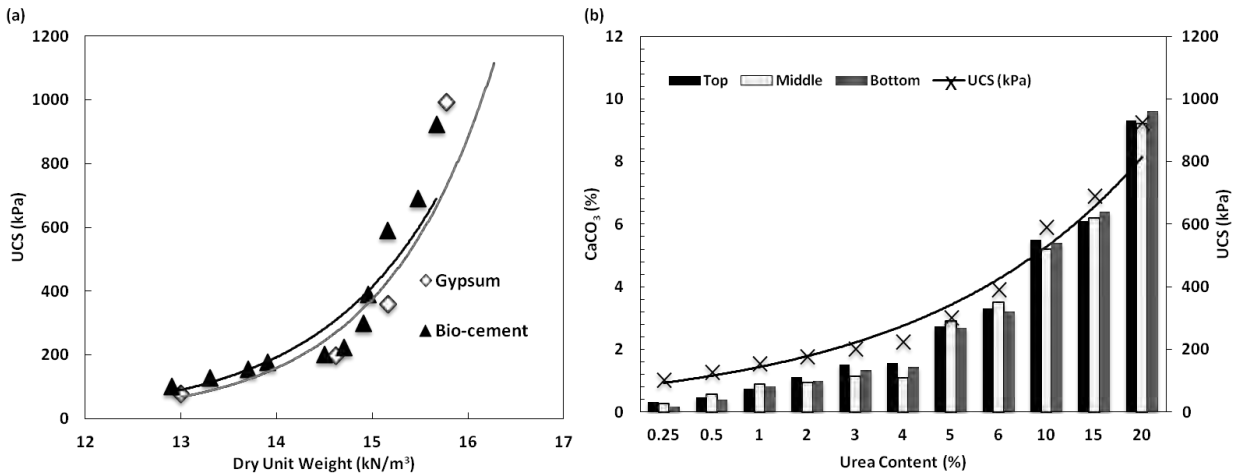 (a)
1200
1000
800
600
400
200
0
UCS (kPa)
12 13 14 15 16 17
Dry Unit Weight (kN/m³)
Gypsum
Bio-cement
(b)
12
10
8
6
4
2
0
CaCO₃ (%)
Top Middle Bottom UCS (kPa)
1200
1000
800
600
400
200
0
UCS (kPa)
0.25 0.5 1 2 3 4 5 6 10 15 20
Urea Content (%)